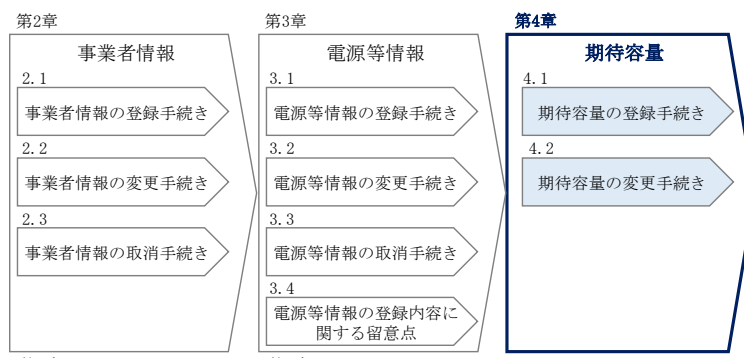 第2章
事業者情報
2.1
事業者情報の登録手続き
2.2
事業者情報の変更手続き
2.3
事業者情報の取消手続き
第3章
電源等情報
3.1
電源等情報の登録手続き
3.2
電源等情報の変更手続き
3.3
電源等情報の取消手続き
3.4
電源等情報の登録内容に
関する留意点
第4章
期待容量
4.1
期待容量の登録手続き
4.2
期待容量の変更手続き